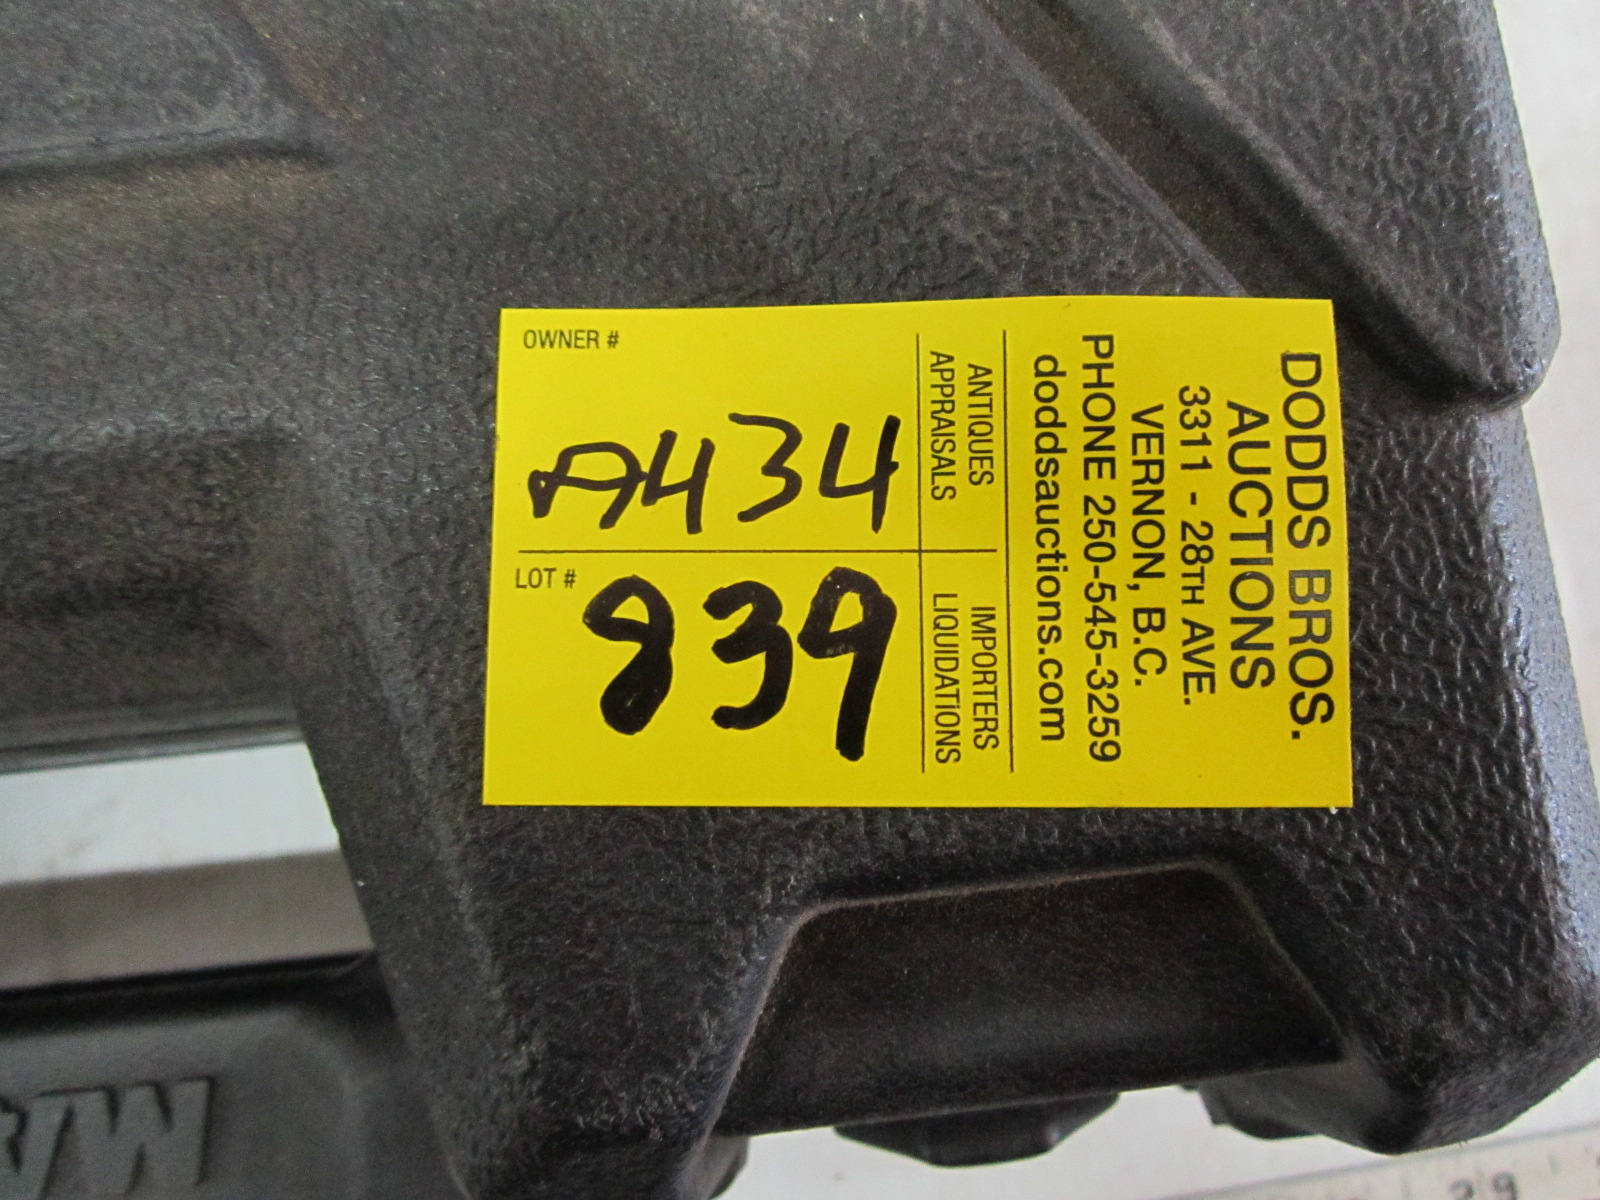 DODDS BROS.
AUCTIONS
3311 - 28TH AVE.
VERNON, B.C.
PHONE 250-545-3259
doddsauctions.com
ANTIQUES
APPRAISALS
IMPORTERS
LIQUIDATIONS
OWNER #
A434
LOT #
839
29